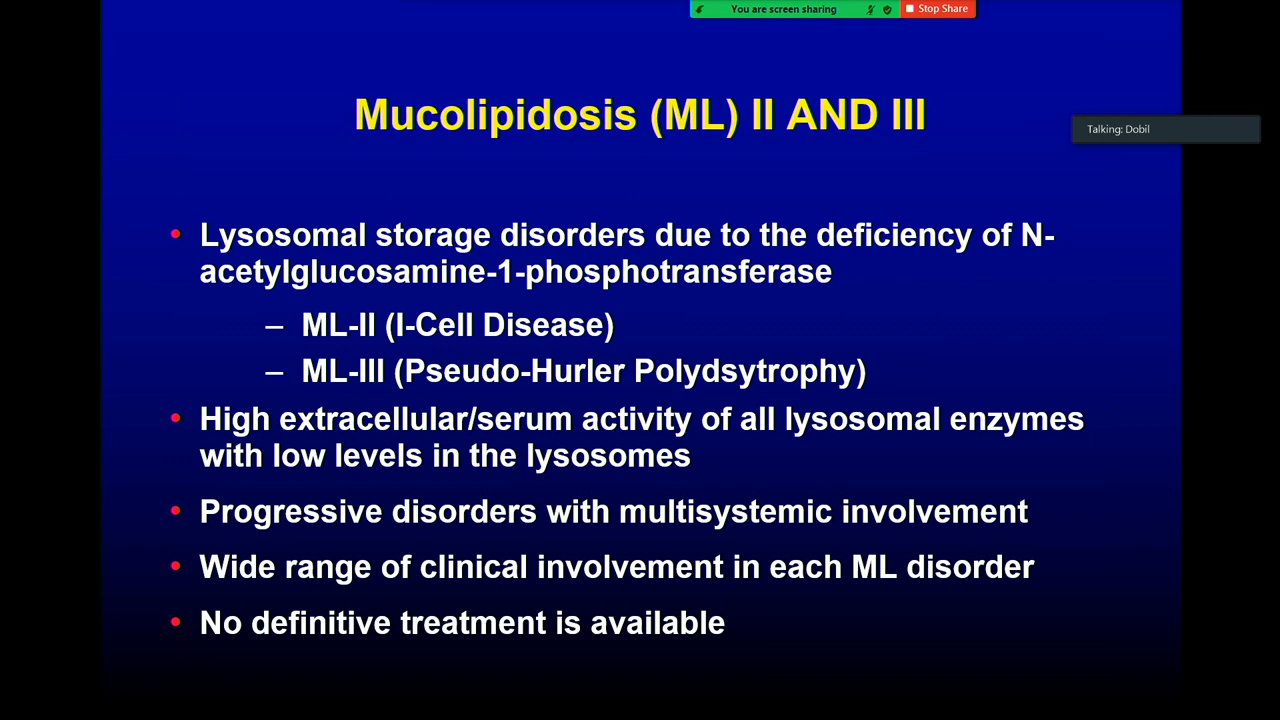 You are screen sharing
Stop Share
Mucolipidosis (ML) II AND III
Talking: Dobil
• Lysosomal storage disorders due to the deficiency of N-
acetylglucosamine-1-phosphotransferase
– ML-II (I-Cell Disease)
– ML-III (Pseudo-Hurler Polydsytrophy)
• High extracellular/serum activity of all lysosomal enzymes
with low levels in the lysosomes
• Progressive disorders with multisystemic involvement
• Wide range of clinical involvement in each ML disorder
• No definitive treatment is available